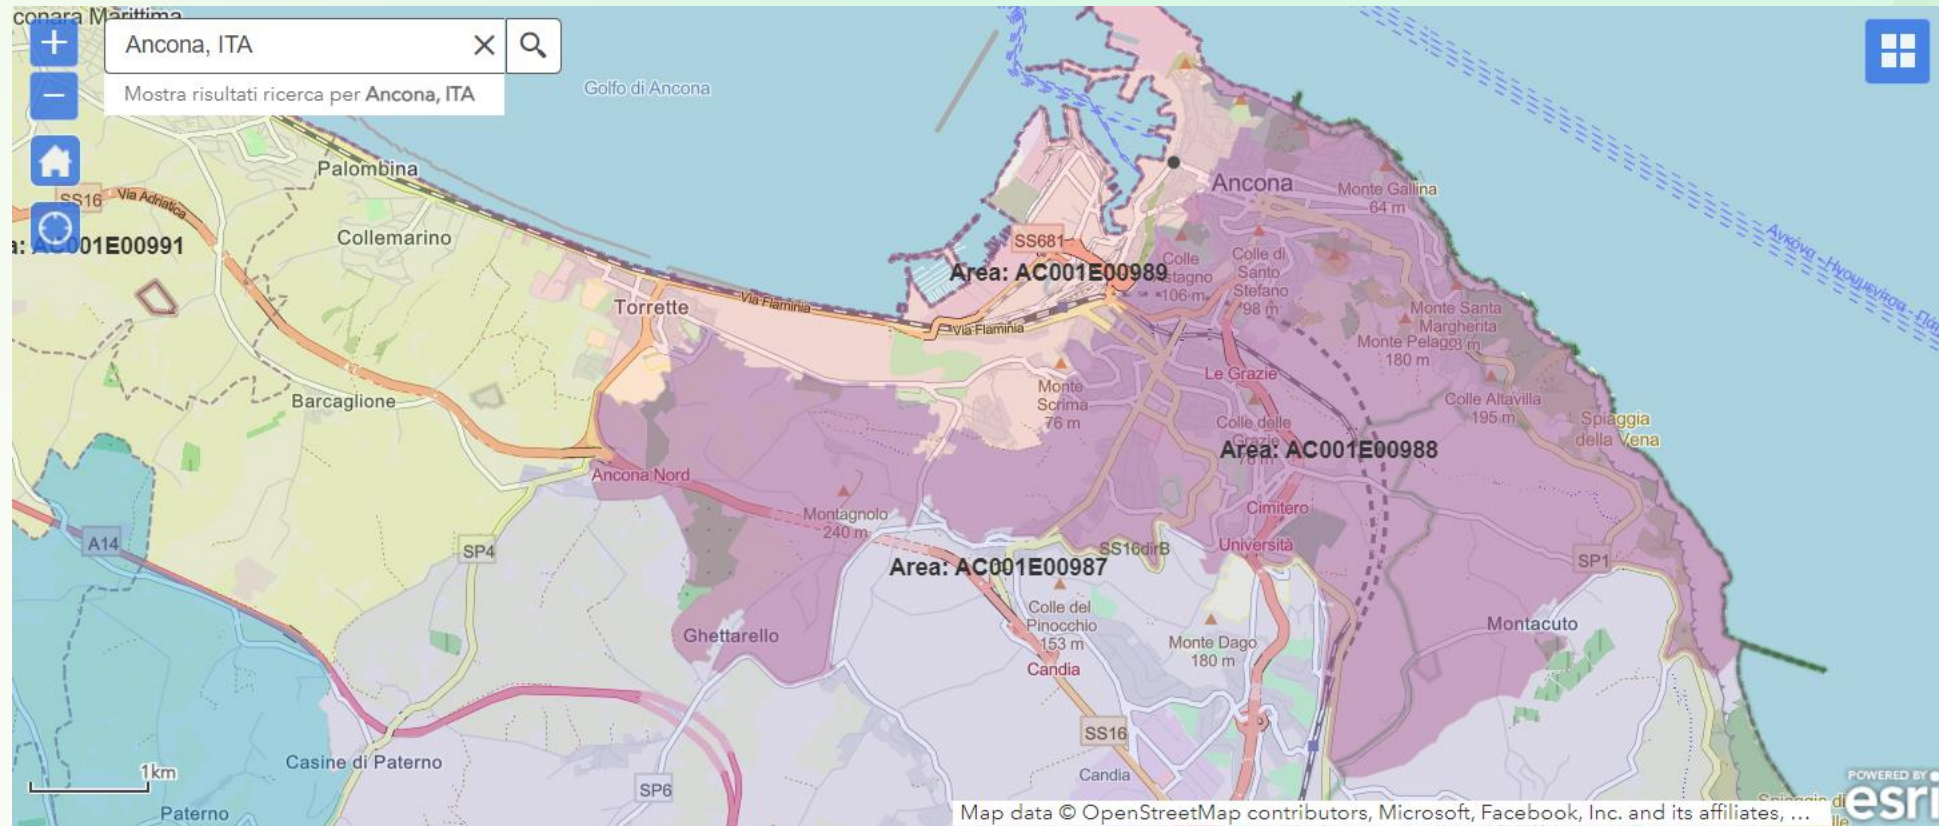 conara Marittima
+
Ancona, ITA
Mostra risultati ricerca per Ancona, ITA
−
Golfo di Ancona
Palombina
SS16
Via Adriatica
Collemarino
a: AC001E00991
Ancona
Monte Gallina
64 m
SS681
Area: AC001E00989
Colle
stagno
106 m
Colle di
Santo
Stefano
98 m
Torrette
Via Flaminia
Via Flaminia
Monte Santa
Margherita
Monte Pelago
180 m
Le Grazie
Monte
Scrima
76 m
Barcaglione
Colle Altavilla
195 m
Spiaggia
della Vena
Colle delle
Grazie
Area: AC001E00988
Ancona Nord
Montagnolo
240 m
Cimitero
A14
SP4
SS16dirB
Università
SP1
Area: AC001E00987
Colle del
Pinocchio
153 m
Candia
Monte Dago
180 m
Montacuto
Ghettarello
SS16
Casine di Paterno
1km
SP6
Candia
Paterno
POWERED BY
esri
Map data © OpenStreetMap contributors, Microsoft, Facebook, Inc. and its affiliates, ...